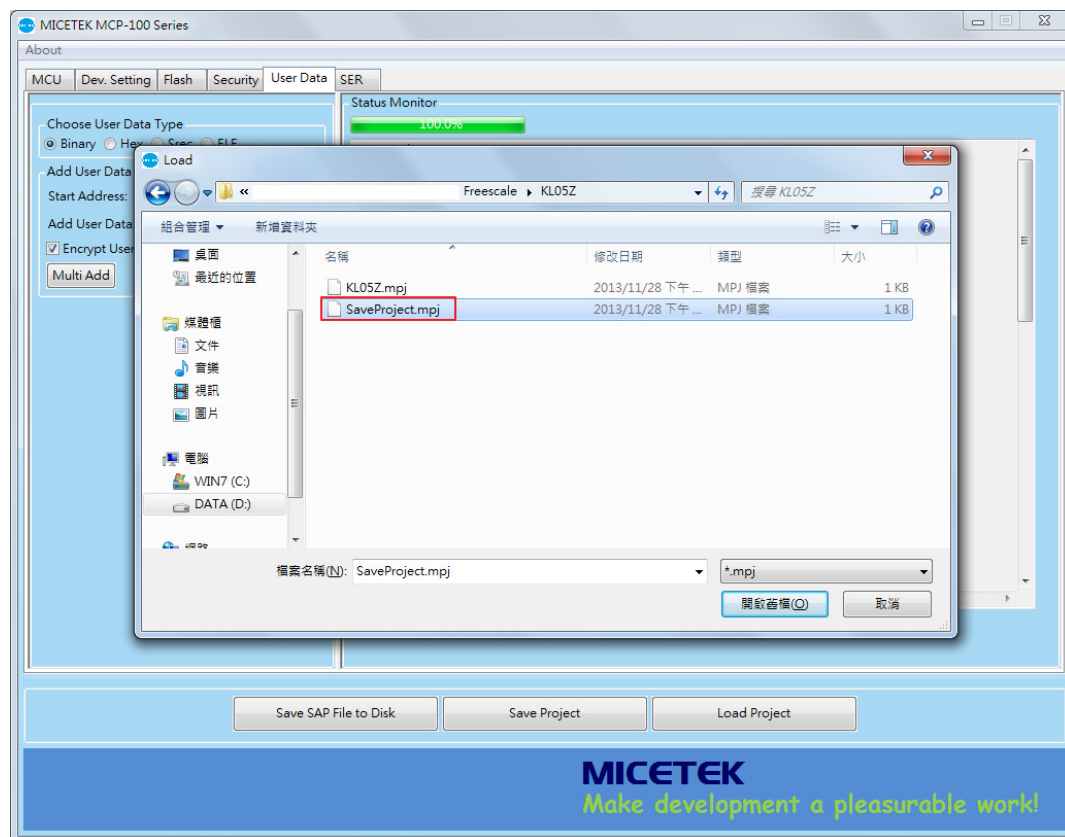 MICETEK MCP-100 Series
About
MCU Dev. Setting Flash Security User Data SER
Choose User Data Type
Binary Hex Srec ELF
Add User Data
Start Address:
Add User Data
Encrypt User
Multi Add
Status Monitor
100.0%
Load
« Freescale KL05Z
搜尋 KL05Z
組合管理 新增資料夾
桌面
最近的位置
媒體櫃
文件
音樂
視訊
圖片
電腦
WIN7 (C:)
DATA (D:)
名稱 修改日期 類型 大小
KL05Z.mpj 2013/11/28 下午 ... MPJ 檔案 1 KB
SaveProject.mpj 2013/11/28 下午 ... MPJ 檔案 1 KB
檔案名稱(N): SaveProject.mpj *.mpj
開啟舊檔(O) 取消
Save SAP File to Disk Save Project Load Project
MICETEK
Make development a pleasurable work!